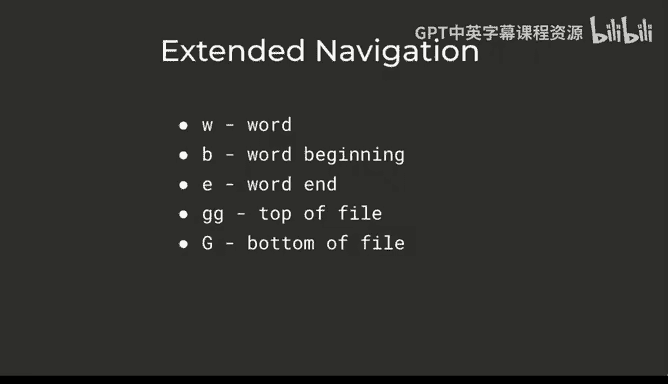 GPT中英字幕课程资源 bilibili
Extended Navigation
● w - word
● b - word beginning
● e - word end
● gg - top of file
● G - bottom of file